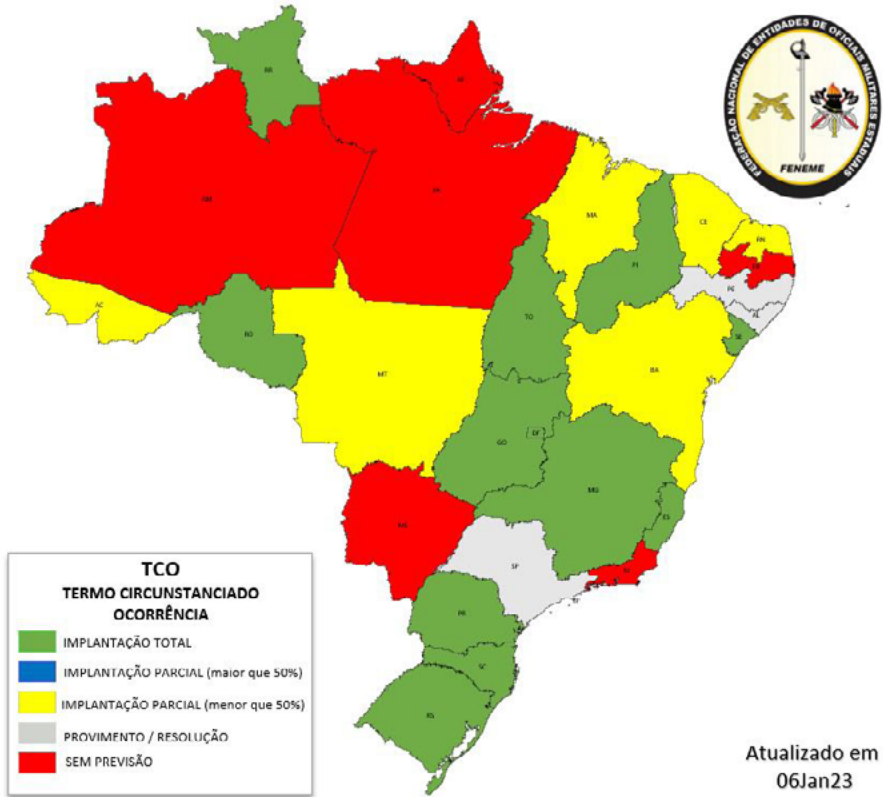 FEDERAÇÃO NACIONAL DE ENTIDADES DE OFICIAIS MILITARES ESTADUAIS
FENEME
RR
AP
AM
PA
MA
CE
RN
PB
PE
AL
SE
PI
AC
RO
TO
MT
BA
GO
DF
MG
ES
MS
SP
RJ
PR
SC
RS
TCO
TERMO CIRCUNSTANCIADO
OCORRÊNCIA
IMPLANTAÇÃO TOTAL
IMPLANTAÇÃO PARCIAL (maior que 50%)
IMPLANTAÇÃO PARCIAL (menor que 50%)
PROVIMENTO / RESOLUÇÃO
SEM PREVISÃO
Atualizado em
06Jan23